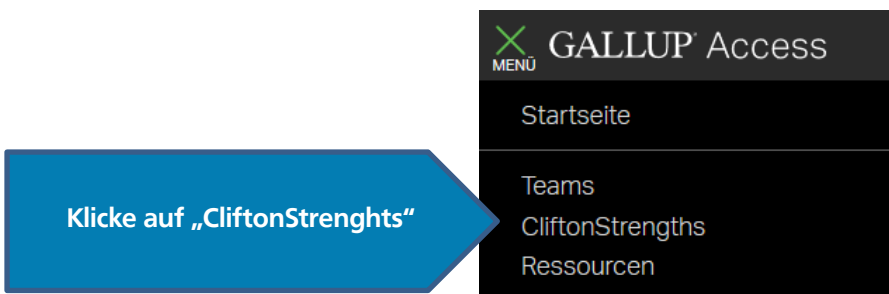 GALLUP® Access
MENÜ
Startseite
Teams
Klicke auf „CliftonStrenghts“
CliftonStrengths
Ressourcen